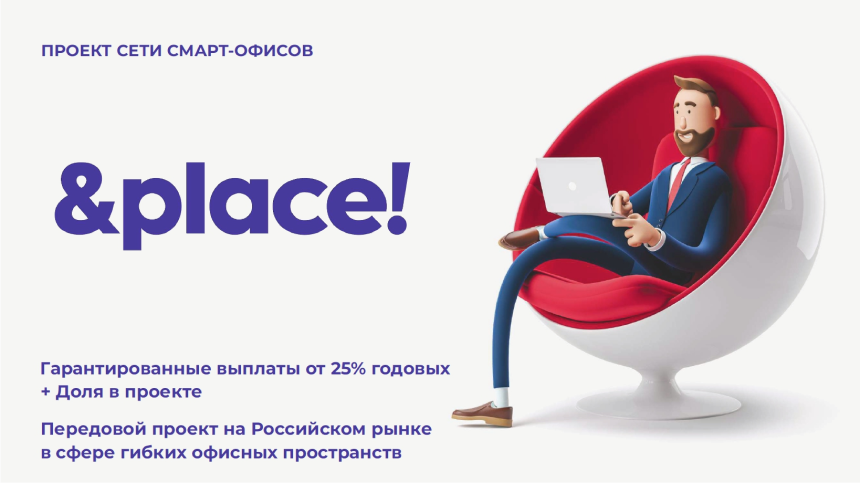 ПРОЕКТ СЕТИ СМАРТ-ОФИСОВ
&place!
Гарантированные выплаты от 25% годовых
+ Доля в проекте
Передовой проект на Российском рынке
в сфере гибких офисных пространств